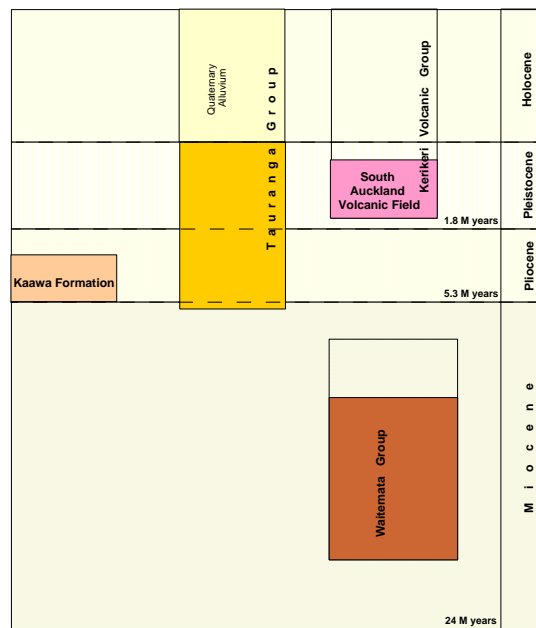 Quaternary
Alluvium
Tauranga Group
Kerikeri Volcanic Group
Holocene
South
Auckland
Volcanic Field
Pleistocene
1.8 M years
Kaawa Formation
Pliocene
5.3 M years
Waitemata Group
Miocene
24 M years